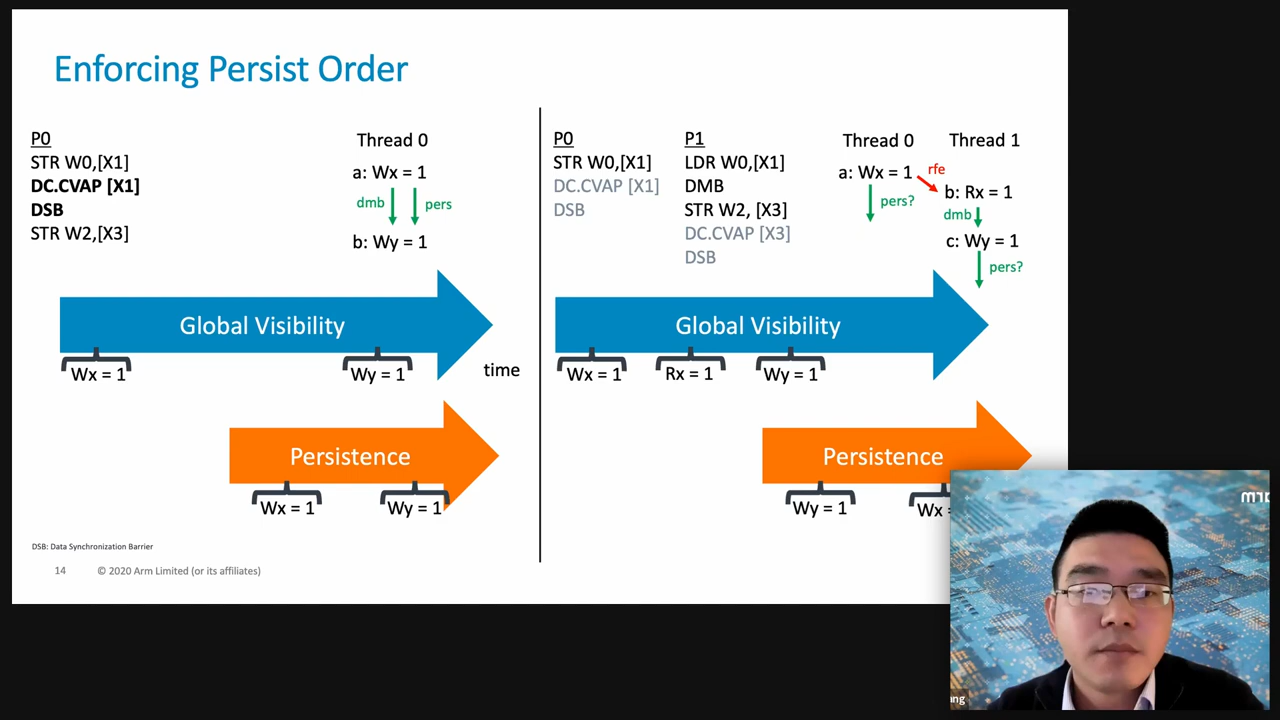 Enforcing Persist Order
P0
STR W0,[X1]
DC.CVAP [X1]
DSB
STR W2,[X3]
Thread 0
a: Wx = 1
dmb
pers
b: Wy = 1
Global Visibility
Wx = 1
Wy = 1
time
Persistence
Wx = 1
Wy = 1
P0
STR W0,[X1]
DC.CVAP [X1]
DSB
P1
LDR W0,[X1]
DMB
STR W2, [X3]
DC.CVAP [X3]
DSB
Thread 0
Thread 1
a: Wx = 1
rfe
b: Rx = 1
pers?
dmb
c: Wy = 1
pers?
Global Visibility
Wx = 1
Rx = 1
Wy = 1
Persistence
Wy = 1
Wx =
DSB: Data Synchronization Barrier
14
© 2020 Arm Limited (or its affiliates)
ang